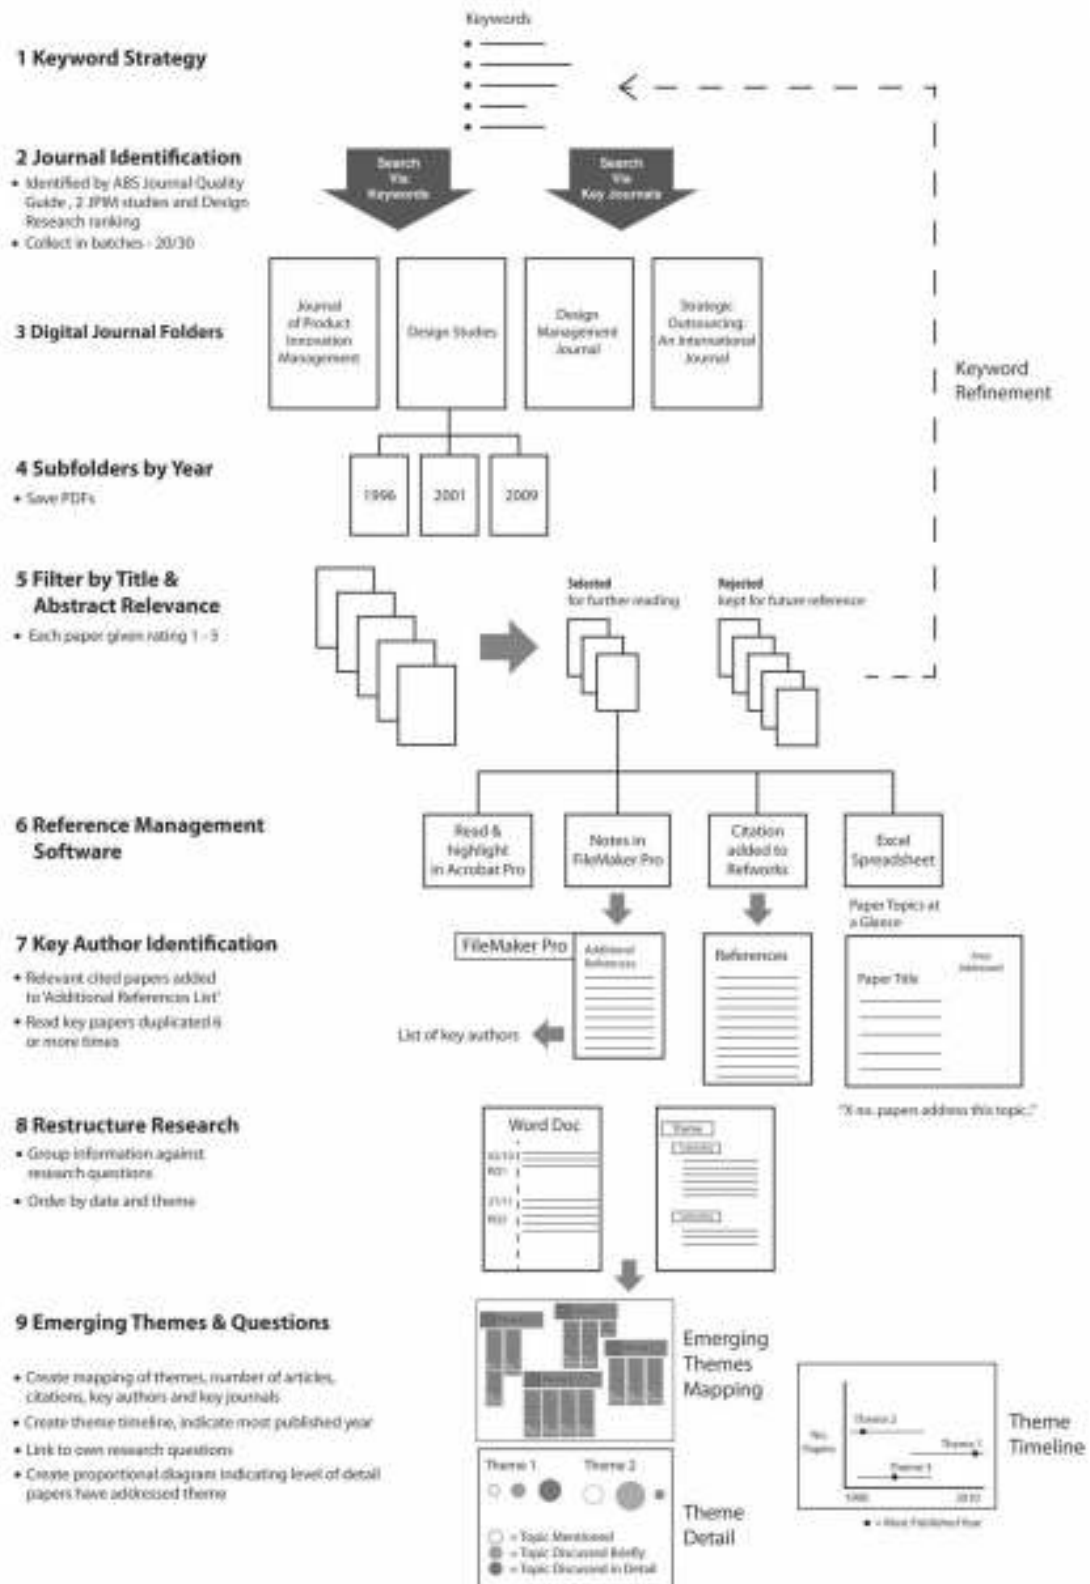 Keywords
1 Keyword Strategy
2 Journal Identification
• Identified by ABS Journal Quality
Guide , 2 JPIM studies and Design
Research ranking
• Collect in batches - 20/30
Search
Via
Keywords
Search
Via
Key Journals
3 Digital Journal Folders
Journal
of Product
Innovation
Management
Design Studies
Design
Management
Journal
Strategic
Outsourcing:
An International
Journal
Keyword
Refinement
4 Subfolders by Year
• Save PDFs
1996
2001
2009
5 Filter by Title &
Abstract Relevance
• Each paper given rating 1 - 3
Selected
for further reading
Rejected
kept for future reference
6 Reference Management
Software
Read &
highlight
in Acrobat Pro
Notes in
FileMaker Pro
Citation
added to
Refworks
Excel
Spreadsheet
Paper Topics at
a Glance
7 Key Author Identification
• Relevant cited papers added
to 'Additional References List'
• Read key papers duplicated 6
or more times
FileMaker Pro
Additional
References
List of key authors
References
Paper Title
"X no. papers address this topic."
8 Restructure Research
• Group information against
research questions
• Order by date and theme
Word Doc
Theme
9 Emerging Themes & Questions
• Create mapping of themes, number of articles,
citations, key authors and key journals
• Create theme timeline, indicate most published year
• Link to own research questions
• Create proportional diagram indicating level of detail
papers have addressed theme
Emerging
Themes
Mapping
Theme 1
Theme 2
= Topic Mentioned
= Topic Discussed Briefly
= Topic Discussed in Detail
Theme
Detail
No.
Papers
Theme 2
Theme 1
Theme 3
1996
2010
• = Most Published Year
Theme
Timeline